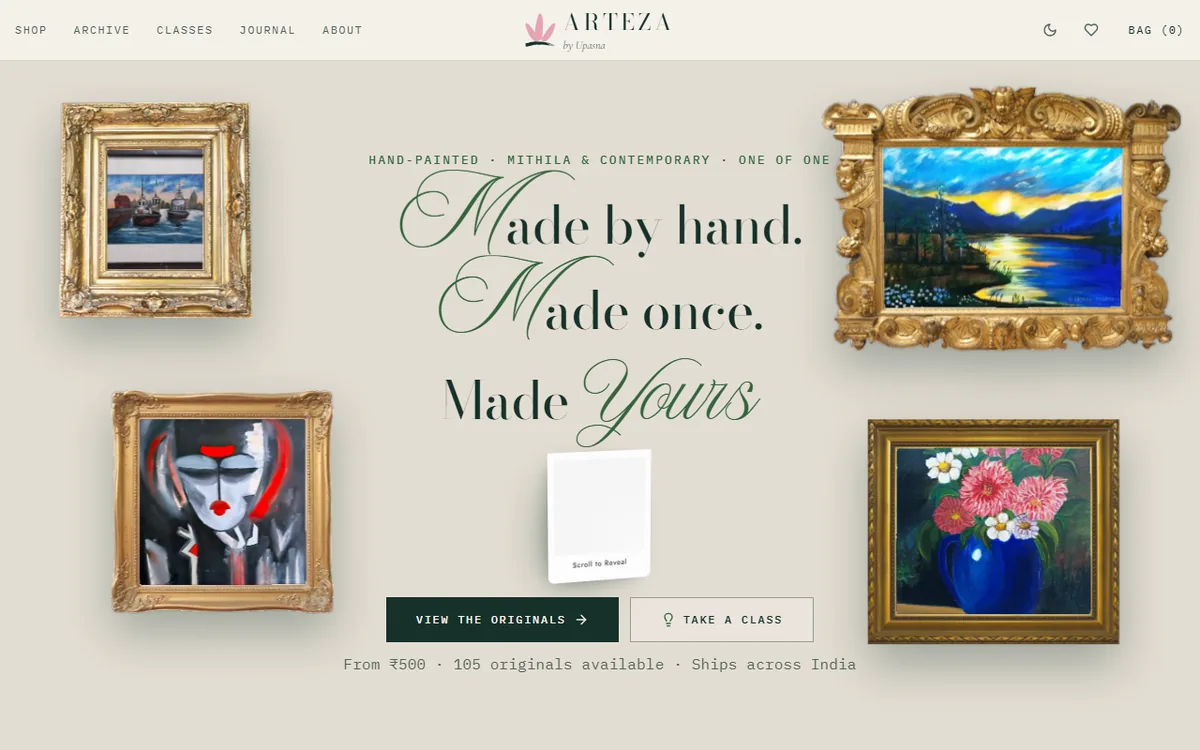 SHOP ARCHIVE CLASSES JOURNAL ABOUT
ARTEZA
by Upasna
BAG (0)
HAND-PAINTED · MITHILA & CONTEMPORARY · ONE OF ONE
Made by hand.
Made once.
Made Yours
Scroll to Reveal
VIEW THE ORIGINALS →
TAKE A CLASS
From ₹500 · 105 originals available · Ships across India